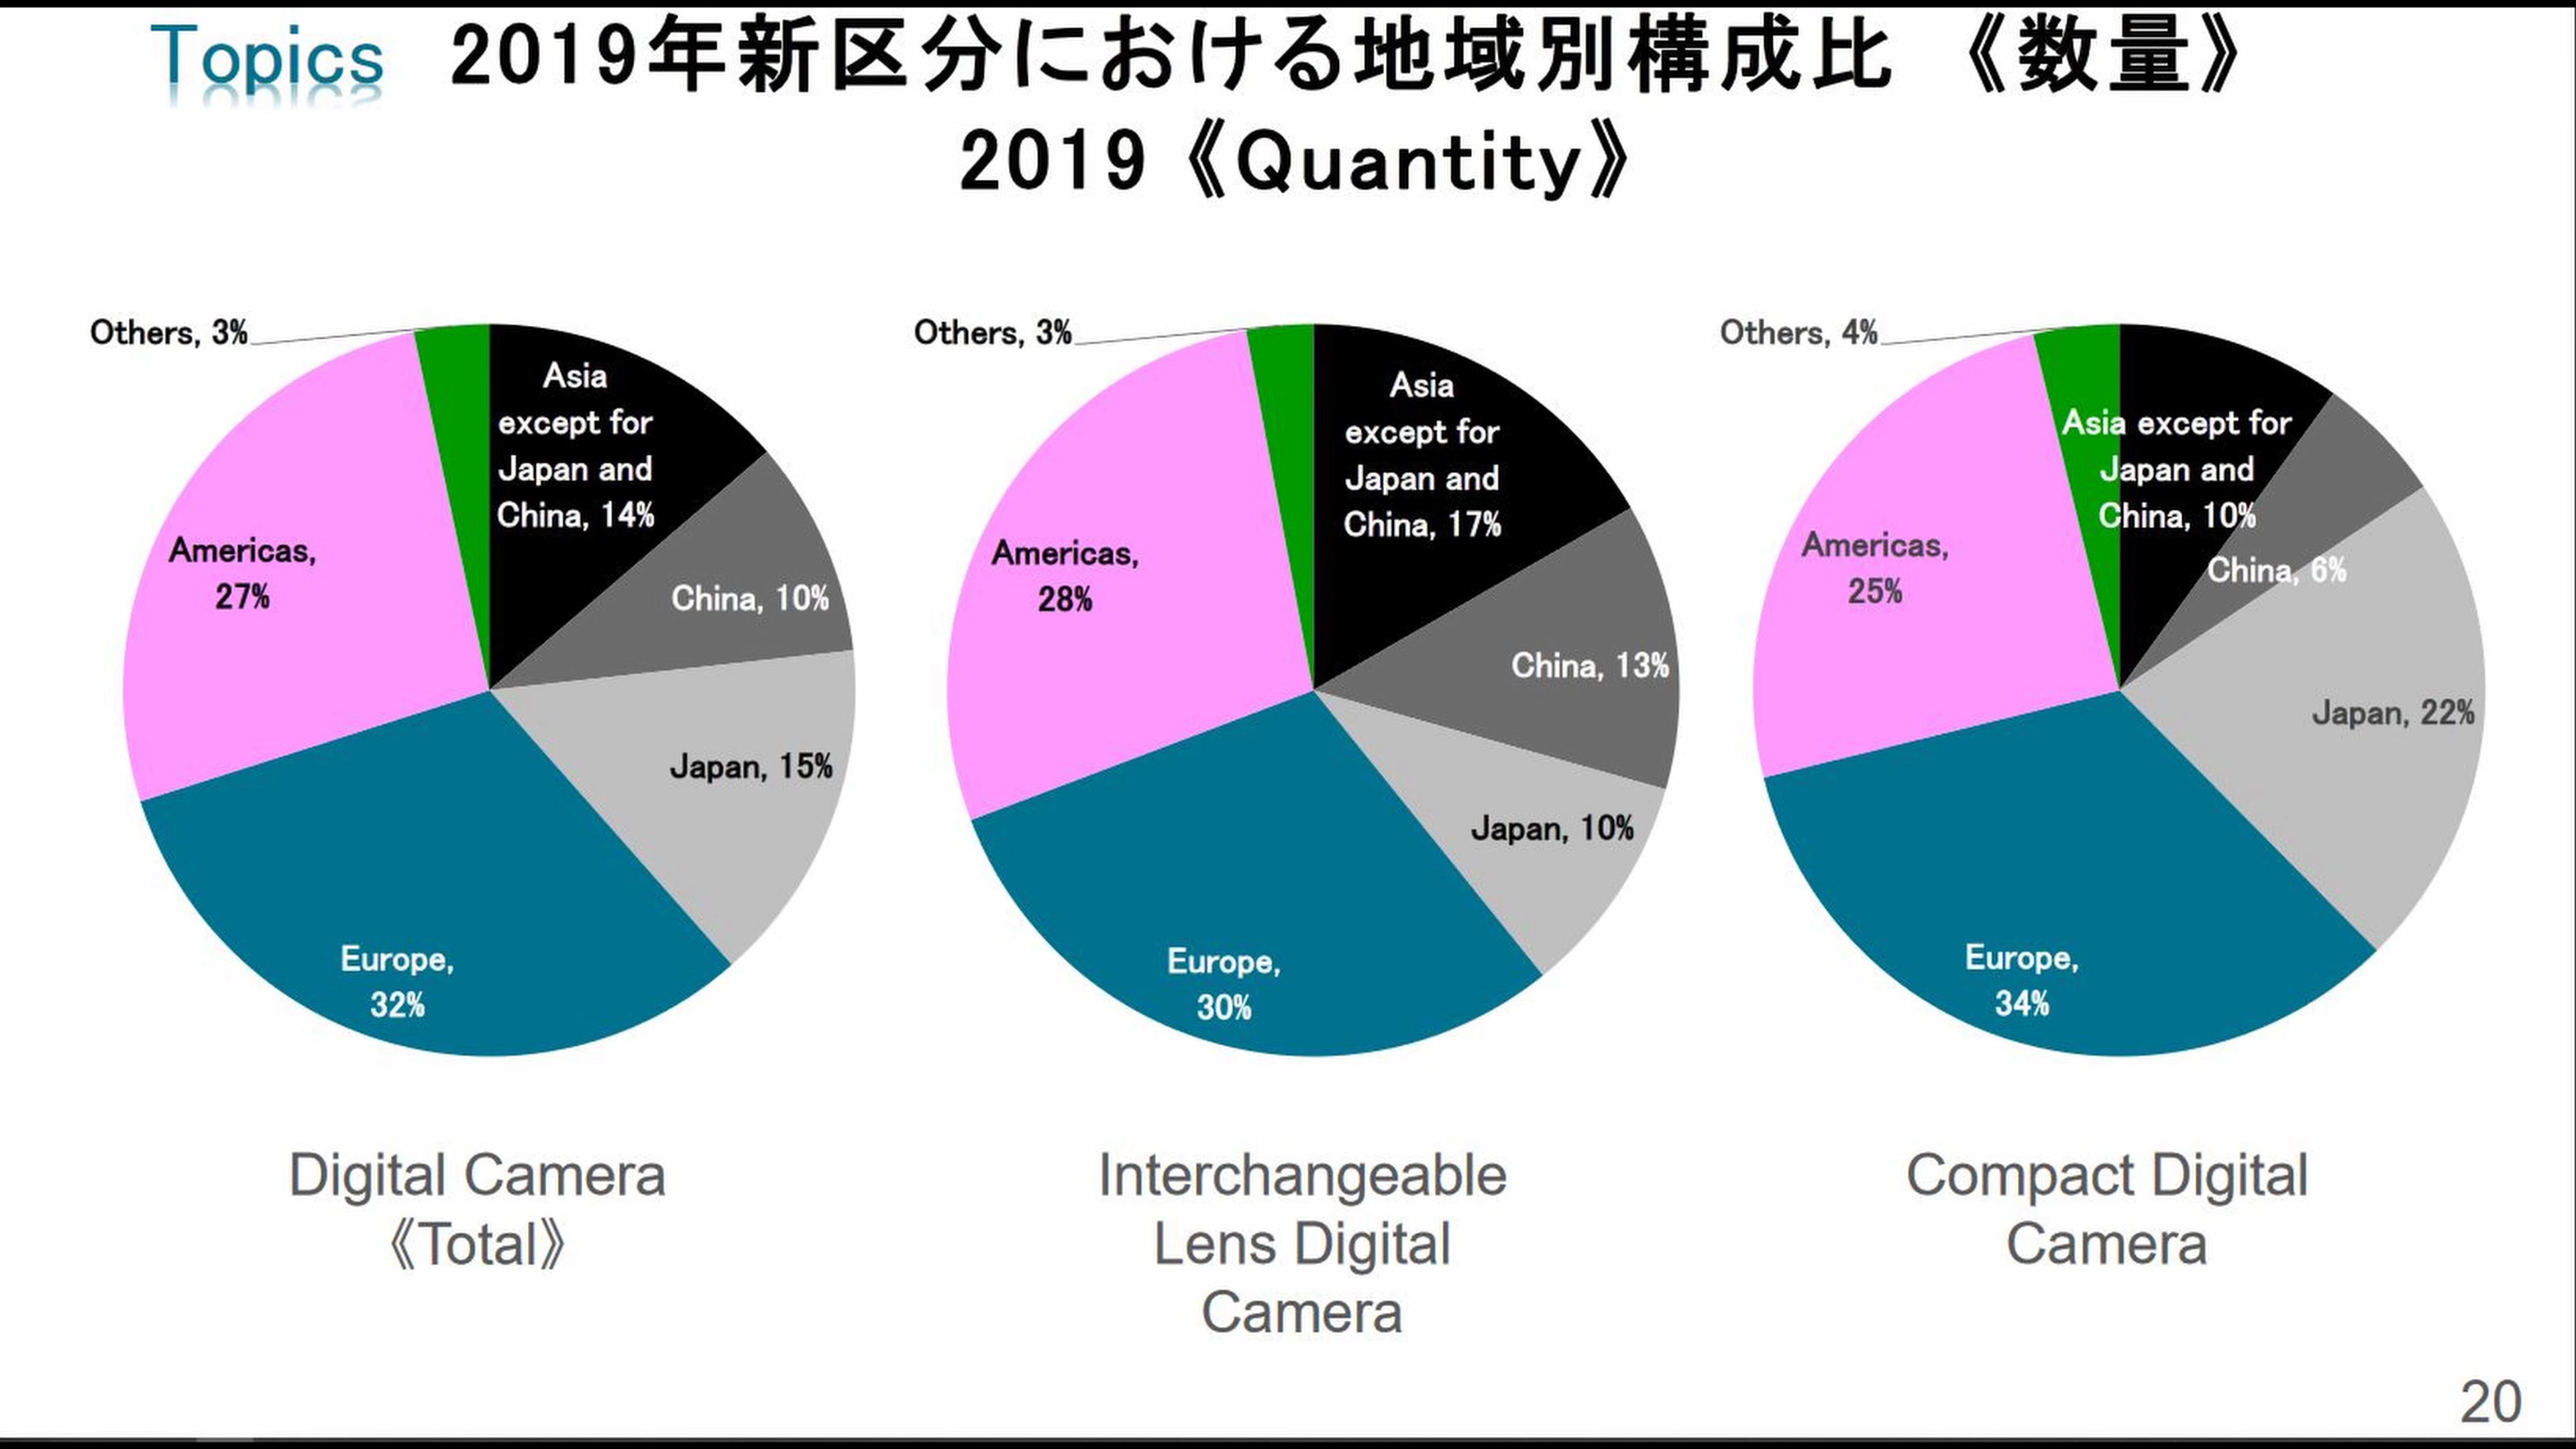 Topics 2019年新区分における地域別構成比 《数量》
2019《Quantity》
Others, 3%
Asia
except for
Japan and
China, 14%
China, 10%
Japan, 15%
Europe,
32%
Americas,
27%
Digital Camera
《Total》
Others, 3%
Asia
except for
Japan and
China, 17%
China, 13%
Japan, 10%
Europe,
30%
Americas,
28%
Interchangeable
Lens Digital
Camera
Others, 4%
Asia except for
Japan and
China, 10%
China, 6%
Japan, 22%
Europe,
34%
Americas,
25%
Compact Digital
Camera
20